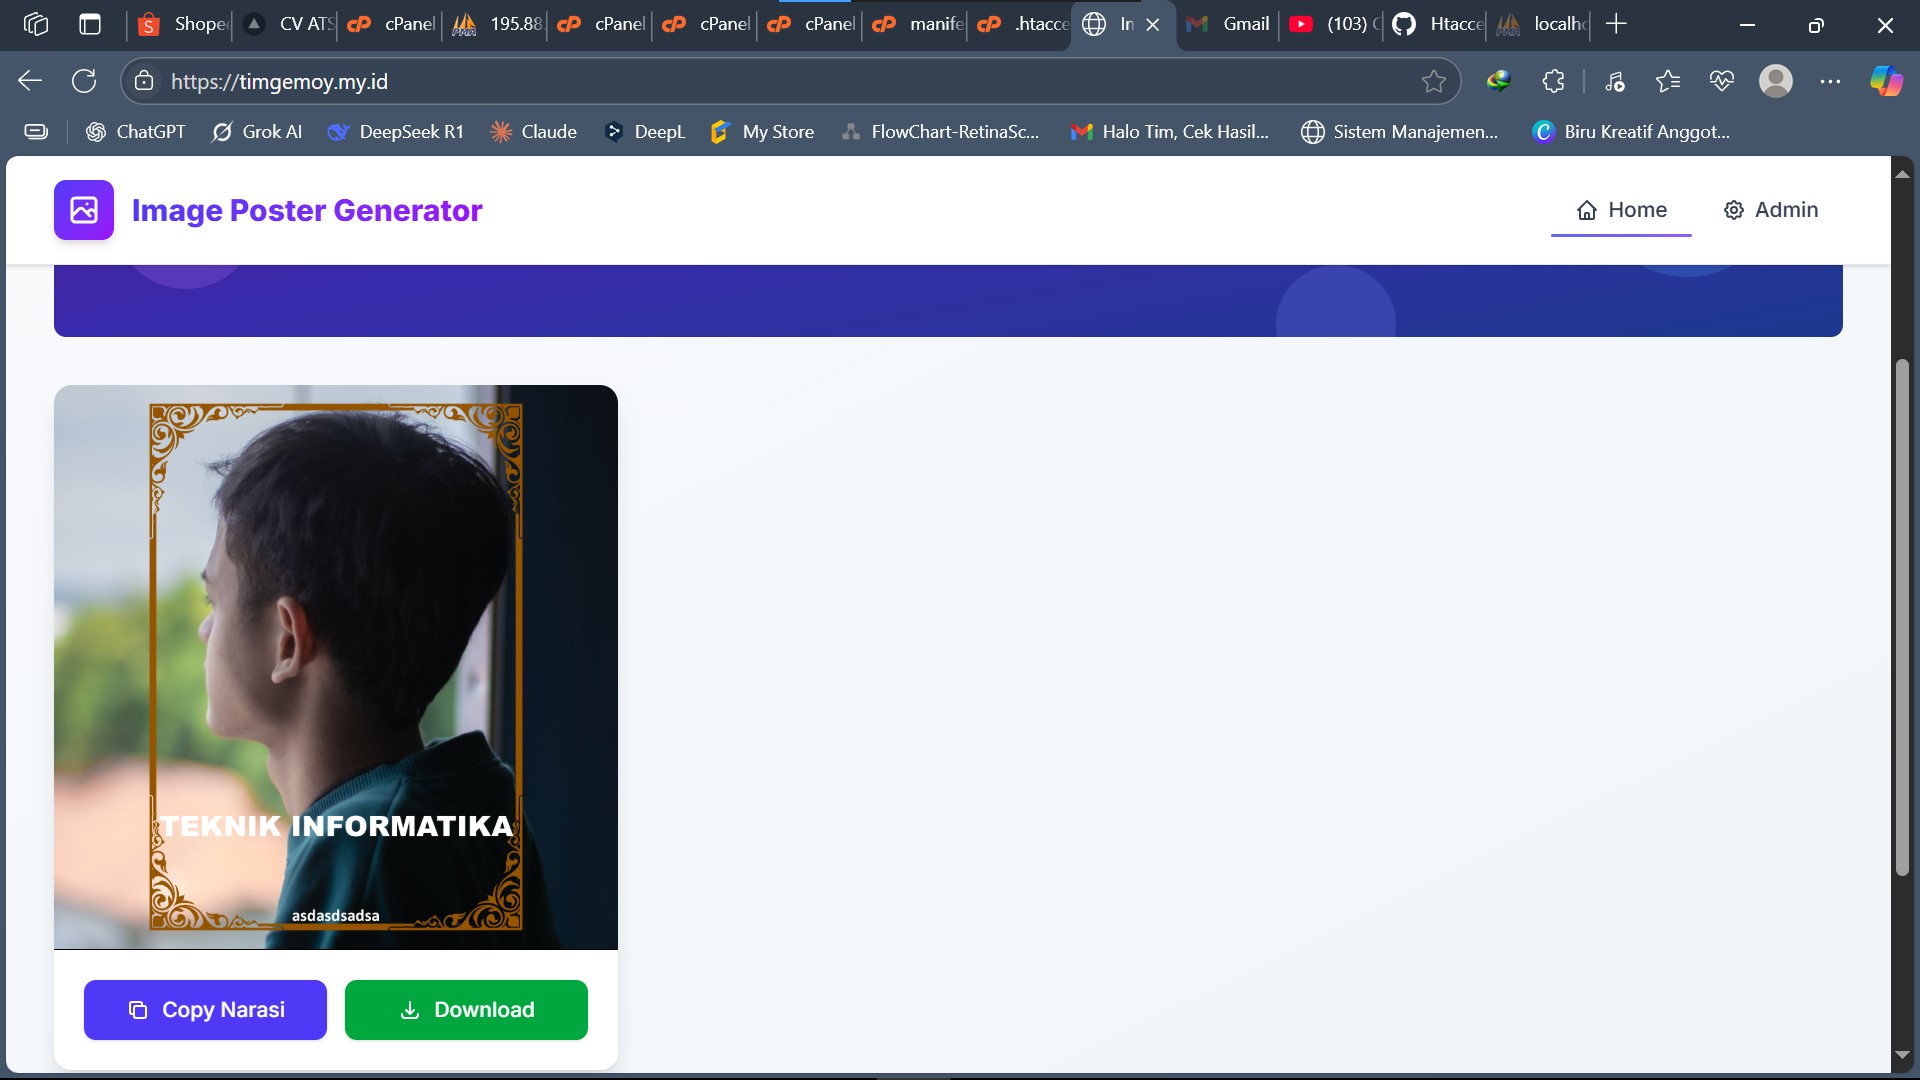 Shopee
CV ATS
cPanel
195.88
cPanel
cPanel
cPanel
manife
.htacce
In
Gmail
(103)
Htacce
localho
https://timgemoy.my.id
ChatGPT
Grok AI
DeepSeek R1
Claude
DeepL
My Store
FlowChart-RetinaSc...
Halo Tim, Cek Hasil...
Sistem Manajemen...
Biru Kreatif Anggot...
Image Poster Generator
Home
Admin
TEKNIK INFORMATIKA
asdasdsadsa
Copy Narasi
Download